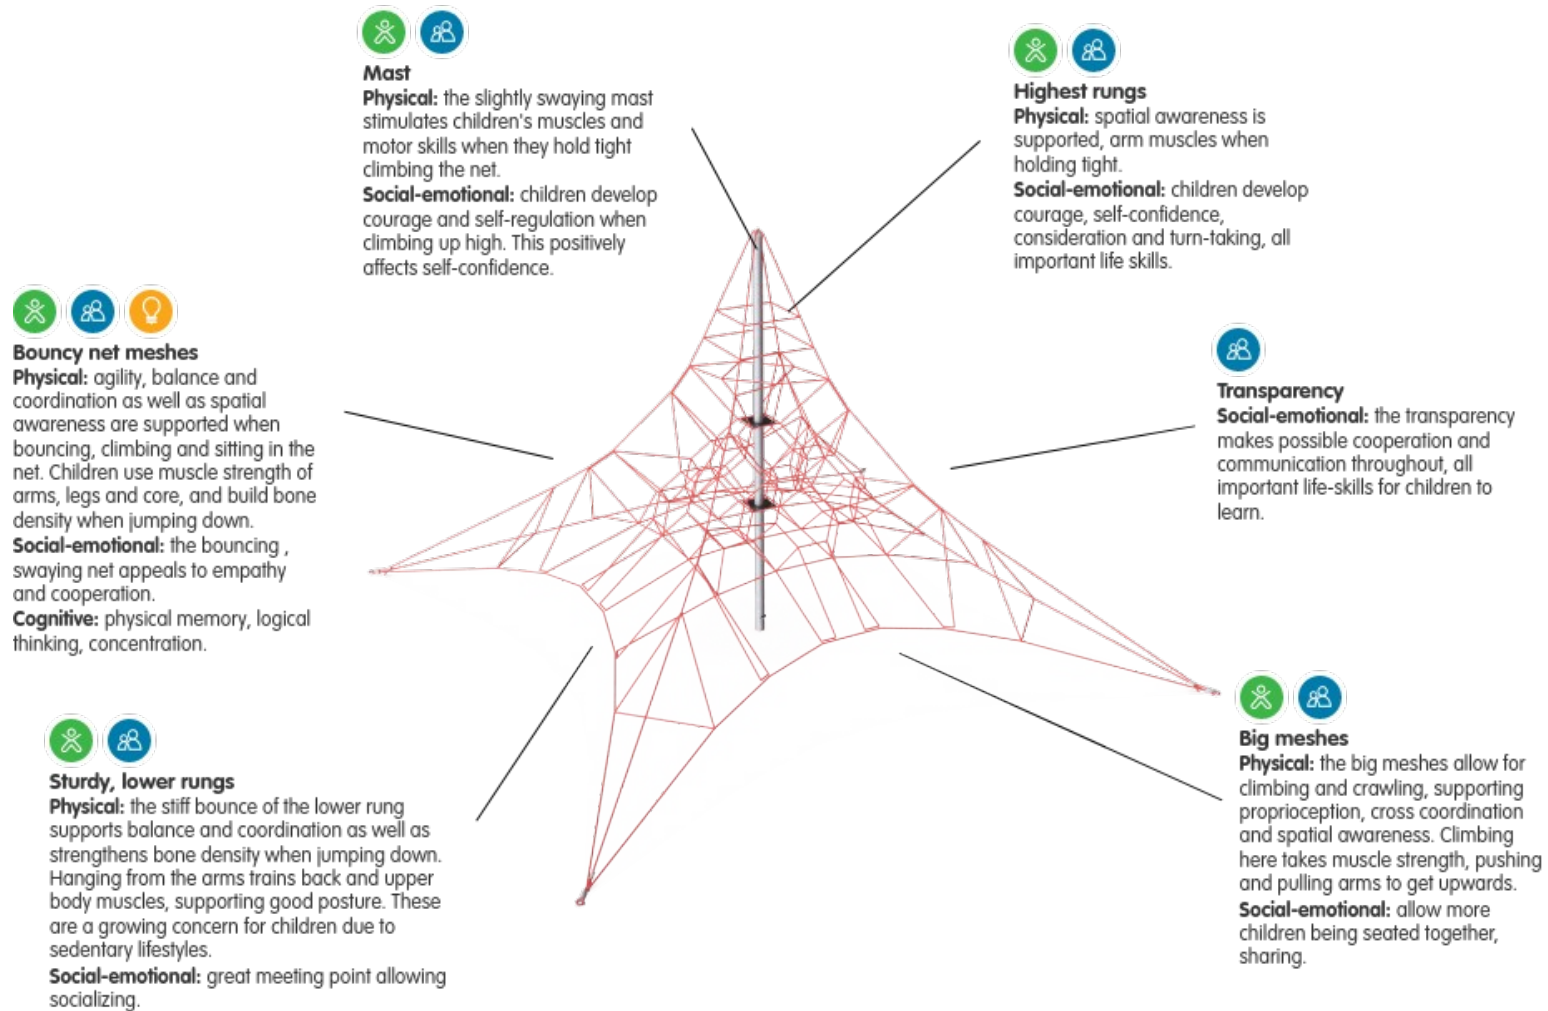 Mast
Physical: the slightly swaying mast
stimulates children's muscles and
motor skills when they hold tight
climbing the net.
Social-emotional: children develop
courage and self-regulation when
climbing up high. This positively
affects self-confidence.
Highest rungs
Physical: spatial awareness is
supported, arm muscles when
holding tight.
Social-emotional: children develop
courage, self-confidence,
consideration and turn-taking, all
important life skills.
Bouncy net meshes
Physical: agility, balance and
coordination as well as spatial
awareness are supported when
bouncing, climbing and sitting in the
net. Children use muscle strength of
arms, legs and core, and build bone
density when jumping down.
Social-emotional: the bouncing ,
swaying net appeals to empathy
and cooperation.
Cognitive: physical memory, logical
thinking, concentration.
Transparency
Social-emotional: the transparency
makes possible cooperation and
communication throughout, all
important life-skills for children to
learn.
Sturdy, lower rungs
Physical: the stiff bounce of the lower rung
supports balance and coordination as well as
strengthens bone density when jumping down.
Hanging from the arms trains back and upper
body muscles, supporting good posture. These
are a growing concern for children due to
sedentary lifestyles.
Social-emotional: great meeting point allowing
socializing.
Big meshes
Physical: the big meshes allow for
climbing and crawling, supporting
proprioception, cross coordination
and spatial awareness. Climbing
here takes muscle strength, pushing
and pulling arms to get upwards.
Social-emotional: allow more
children being seated together,
sharing.